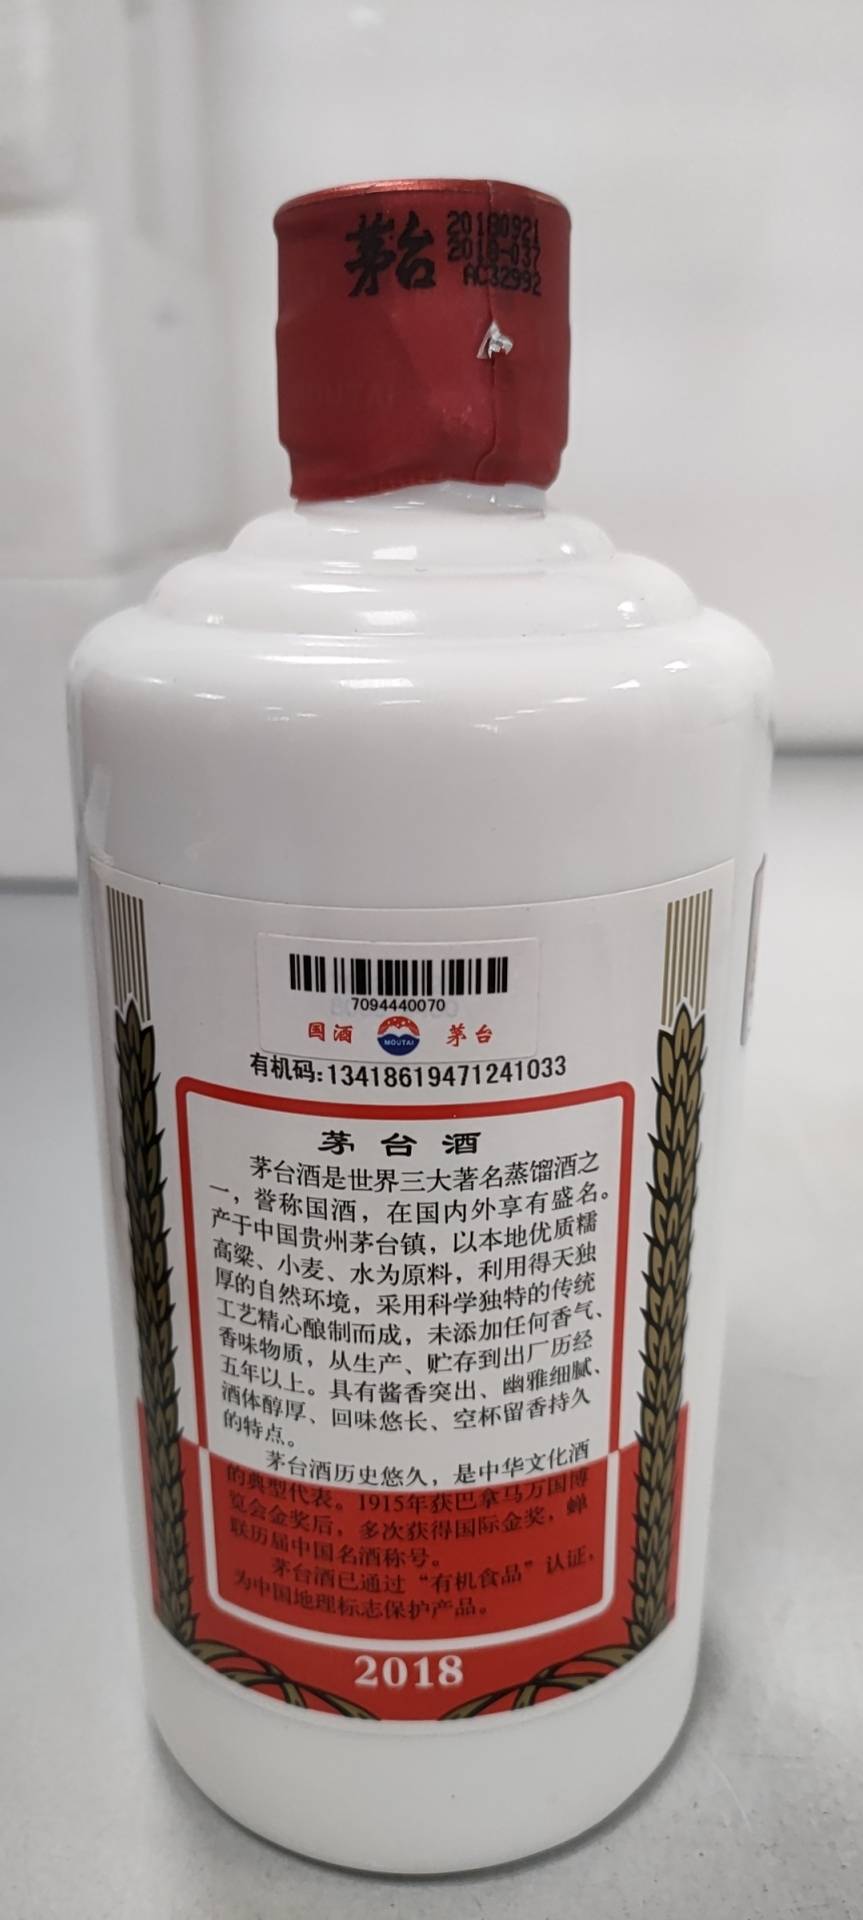 茅台
20180921
2018-037
AC32992
7094440070
国酒 MOUTAI 茅台
有机码:13418619471241033
茅台酒
茅台酒是世界三大著名蒸馏酒之
一，誉称国酒，在国内外享有盛名。
产于中国贵州茅台镇，以本地优质糯
高粱、小麦、水为原料，利用得天独
厚的自然环境，采用科学独特的传统
工艺精心酿制而成，未添加任何香气、
香味物质，从生产、贮存到出厂历经
五年以上。具有酱香突出、幽雅细腻、
酒体醇厚、回味悠长、空杯留香持久
的特点。
茅台酒历史悠久，是中华文化酒
的典型代表。1915年获巴拿马万国博
览会金奖后，多次获得国际金奖，蝉
联历届中国名酒称号。
茅台酒已通过“有机食品”认证，
为中国地理标志保护产品。
2018